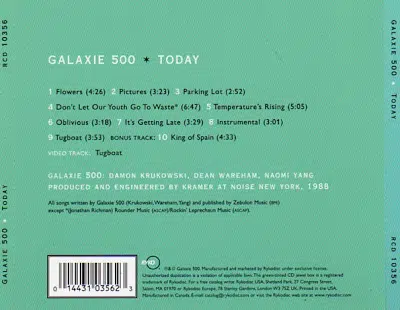 RCD 10356
GALAXIE 500 ✶ TODAY
GALAXIE 500 ✶ TODAY
RCD 10356
GALAXIE 500 ✶ TODAY
1 Flowers (4:26) 2 Pictures (3:23) 3 Parking Lot (2:52)
4 Don't Let Our Youth Go To Waste* (6:47) 5 Temperature's Rising (5:05)
6 Oblivious (3:18) 7 It's Getting Late (3:29) 8 Instrumental (3:01)
9 Tugboat (3:53) BONUS TRACK: 10 King of Spain (4:33)
VIDEO TRACK: Tugboat
GALAXIE 500: DAMON KRUKOWSKI, DEAN WAREHAM, NAOMI YANG
PRODUCED AND ENGINEERED BY KRAMER AT NOISE NEW YORK, 1988
All songs written by Galaxie 500 (Krukowski, Wareham, Yang) and published by Zebulon Music (BMI)
except *(Jonathan Richman) Rounder Music (ASCAP)/Rockin' Leprechaun Music (ASCAP).
RYKO
Galaxie 500. Manufactured and marketed by Rykodisc under exclusive license.
Unauthorized duplication is a violation of applicable laws. The green-tinted CD jewel box is a registered
trademark of Rykodisc. For a free catalog write Rykodisc USA, Shetland Park, 27 Congress Street,
Salem, MA 01970 or Rykodisc Europe, 78 Stanley Gardens, London W3 7SZ, UK. Printed in USA.
Manufactured in Canada. E-mail catalog@rykodisc.com, or visit our web site at http://www.rykodisc.com
0 14431 03562 3